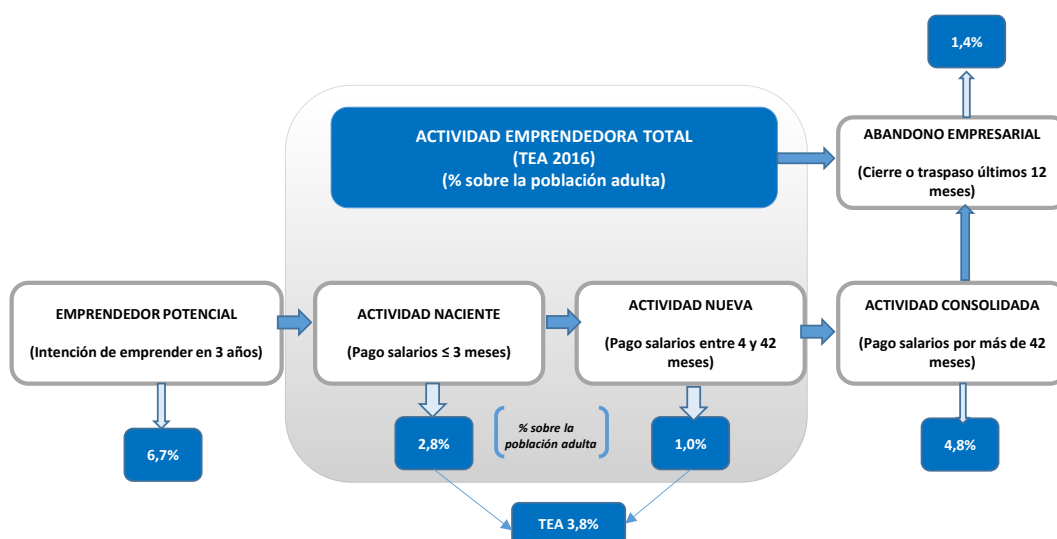 1,4%
ACTIVIDAD EMPRENDEDORA TOTAL
(TEA 2016)
(% sobre la población adulta)
ABANDONO EMPRESARIAL
(Cierre o traspaso últimos 12
meses)
EMPRENDEDOR POTENCIAL
(Intención de emprender en 3 años)
ACTIVIDAD NACIENTE
(Pago salarios ≤ 3 meses)
ACTIVIDAD NUEVA
(Pago salarios entre 4 y 42
meses)
ACTIVIDAD CONSOLIDADA
(Pago salarios por más de 42
meses)
6,7%
2,8%
% sobre la
población adulta
1,0%
4,8%
TEA 3,8%